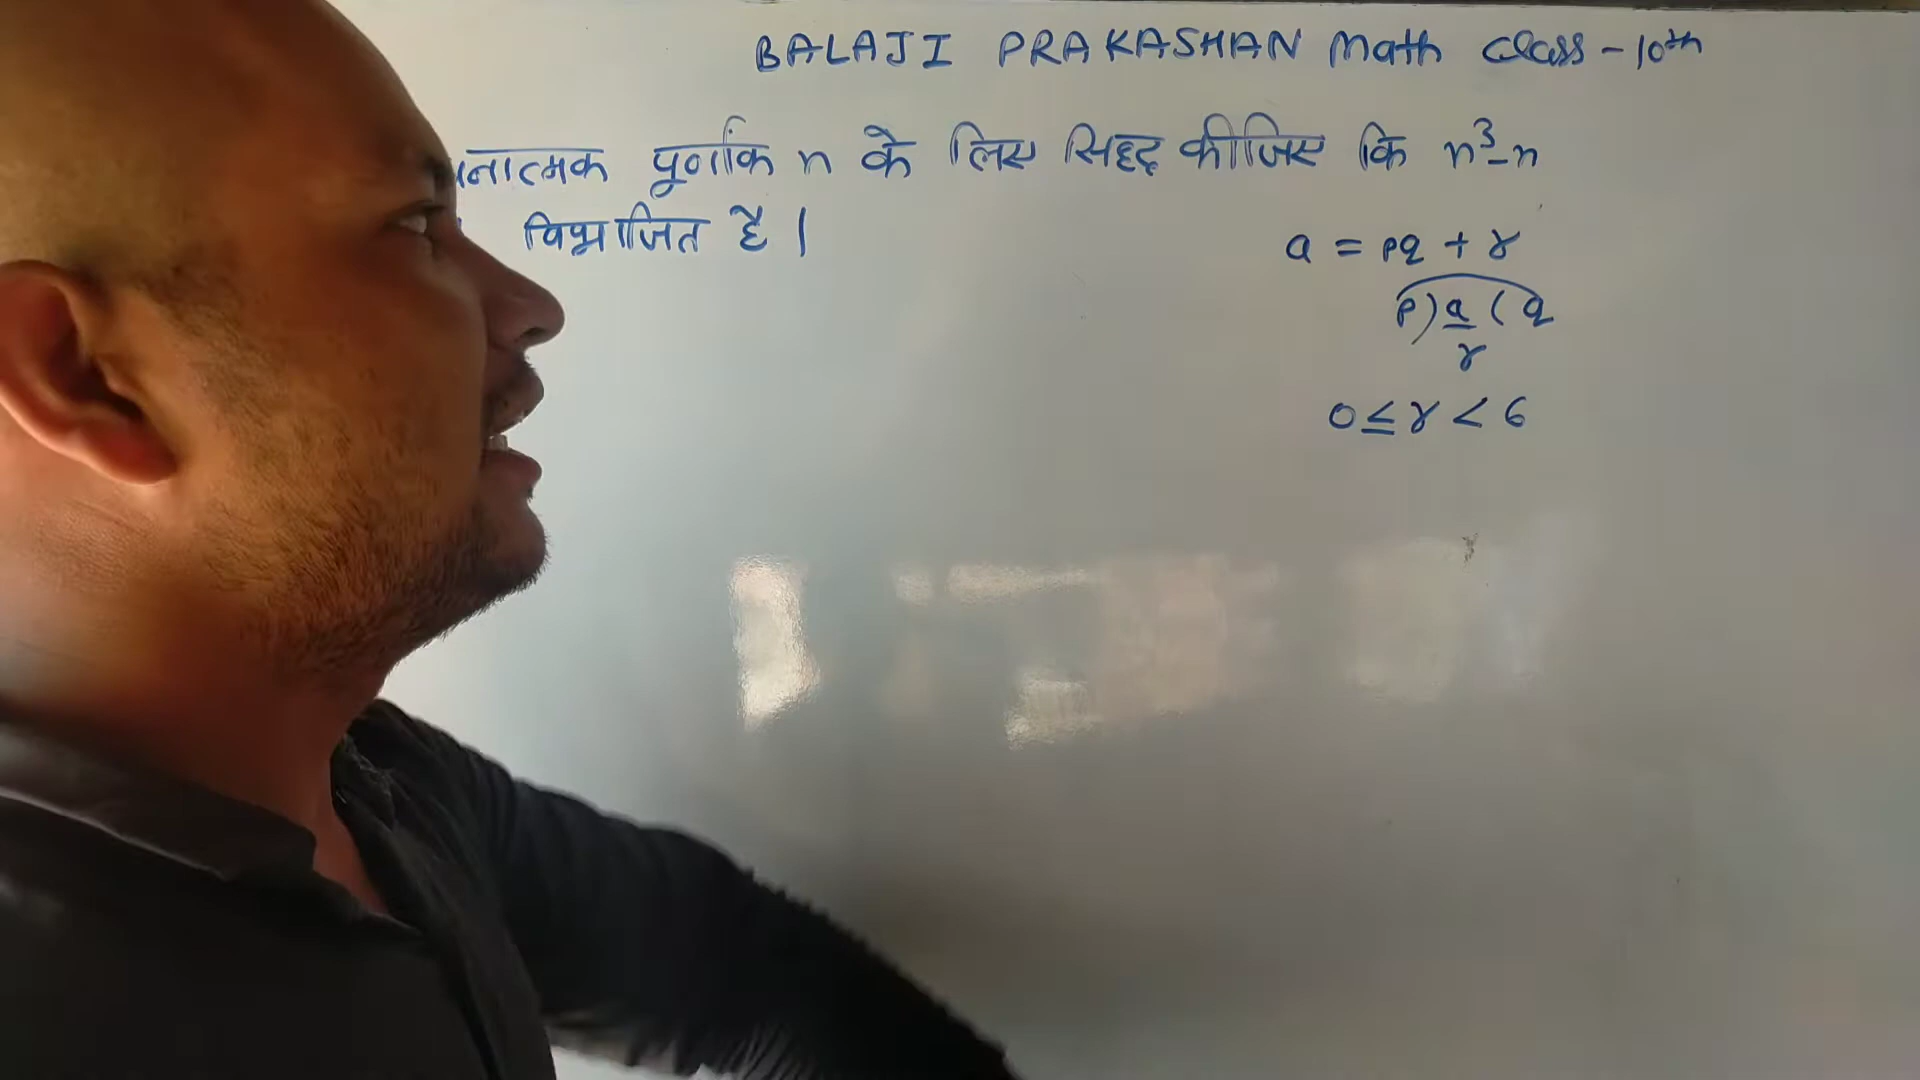 BALAJI PRAKASHAN Math Class - 10th
नात्मक पूर्णांक n के लिए सिद्ध कीजिए कि n³-n
विभाजित है |
a = pq + r
p) a ( q
r
0 ≤ r < 6